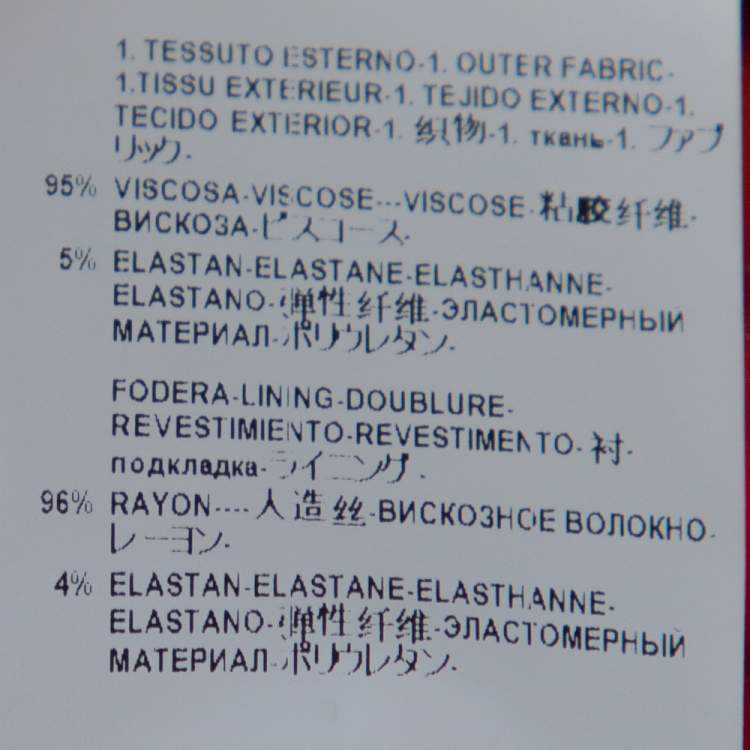 1. TESSUTO ESTERNO-1. OUTER FABRIC-
1.TISSU EXTERIEUR-1. TEJIDO EXTERNO-1.
TECIDO EXTERIOR-1. 织物-1. ткань-1. ファブ
リック.
95% VISCOSA-VISCOSE---VISCOSE-粘胶纤维-
ВИСКОЗА-ビスコース.
5% ELASTAN-ELASTANE-ELASTHANNE-
ELASTANO-弹性纤维-ЭЛАСТОМЕРНЫЙ
МАТЕРИАЛ-ポリウレタン.
FODERA-LINING-DOUBLURE-
REVESTIMIENTO-REVESTIMENTO-衬-
подкладка-ライニング.
96% RAYON----人造丝-ВИСКОЗНОЕ ВОЛОКНО-
レーヨン.
4% ELASTAN-ELASTANE-ELASTHANNE-
ELASTANO-弹性纤维-ЭЛАСТОМЕРНЫЙ
МАТЕРИАЛ-ポリウレタン.